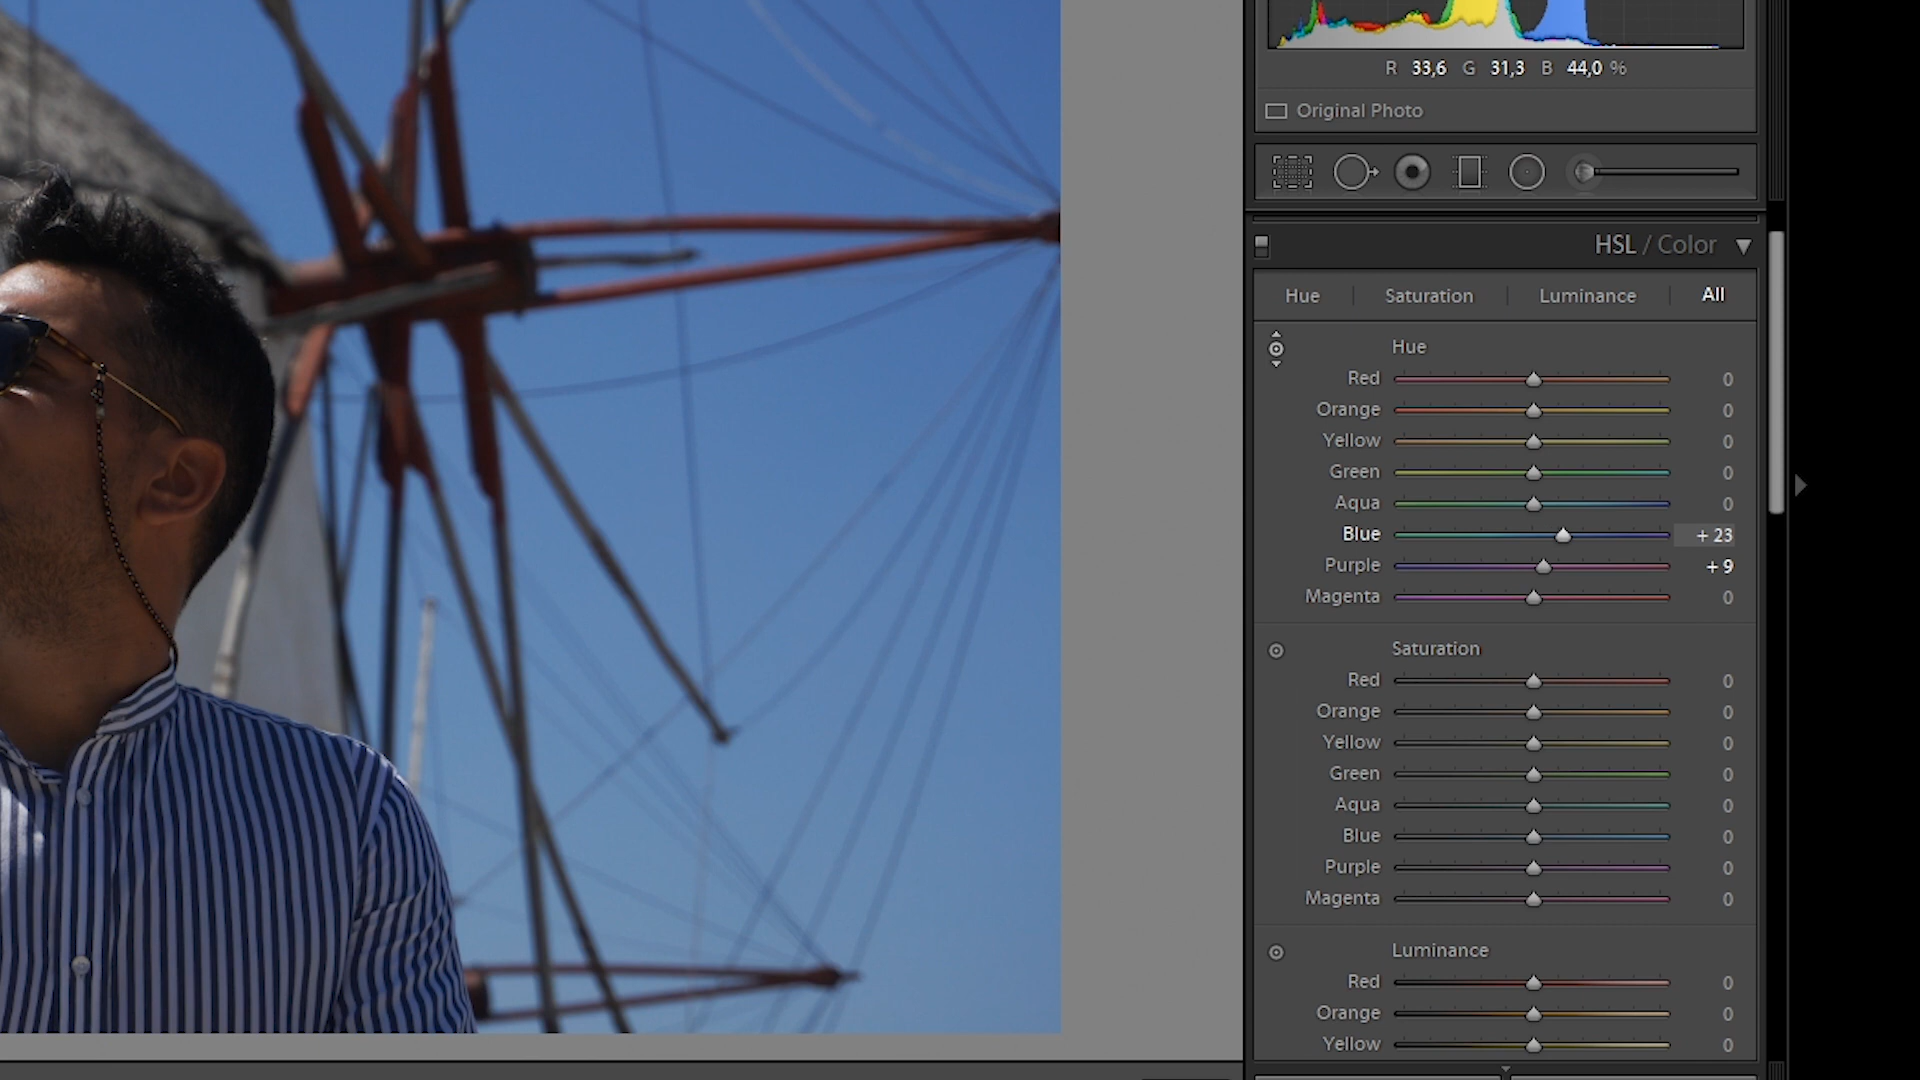 R 33,6 G 31,3 B 44,0 %
Original Photo
HSL / Color
Hue Saturation Luminance All
Hue
Red 0
Orange 0
Yellow 0
Green 0
Aqua 0
Blue + 23
Purple + 9
Magenta 0
Saturation
Red 0
Orange 0
Yellow 0
Green 0
Aqua 0
Blue 0
Purple 0
Magenta 0
Luminance
Red 0
Orange 0
Yellow 0